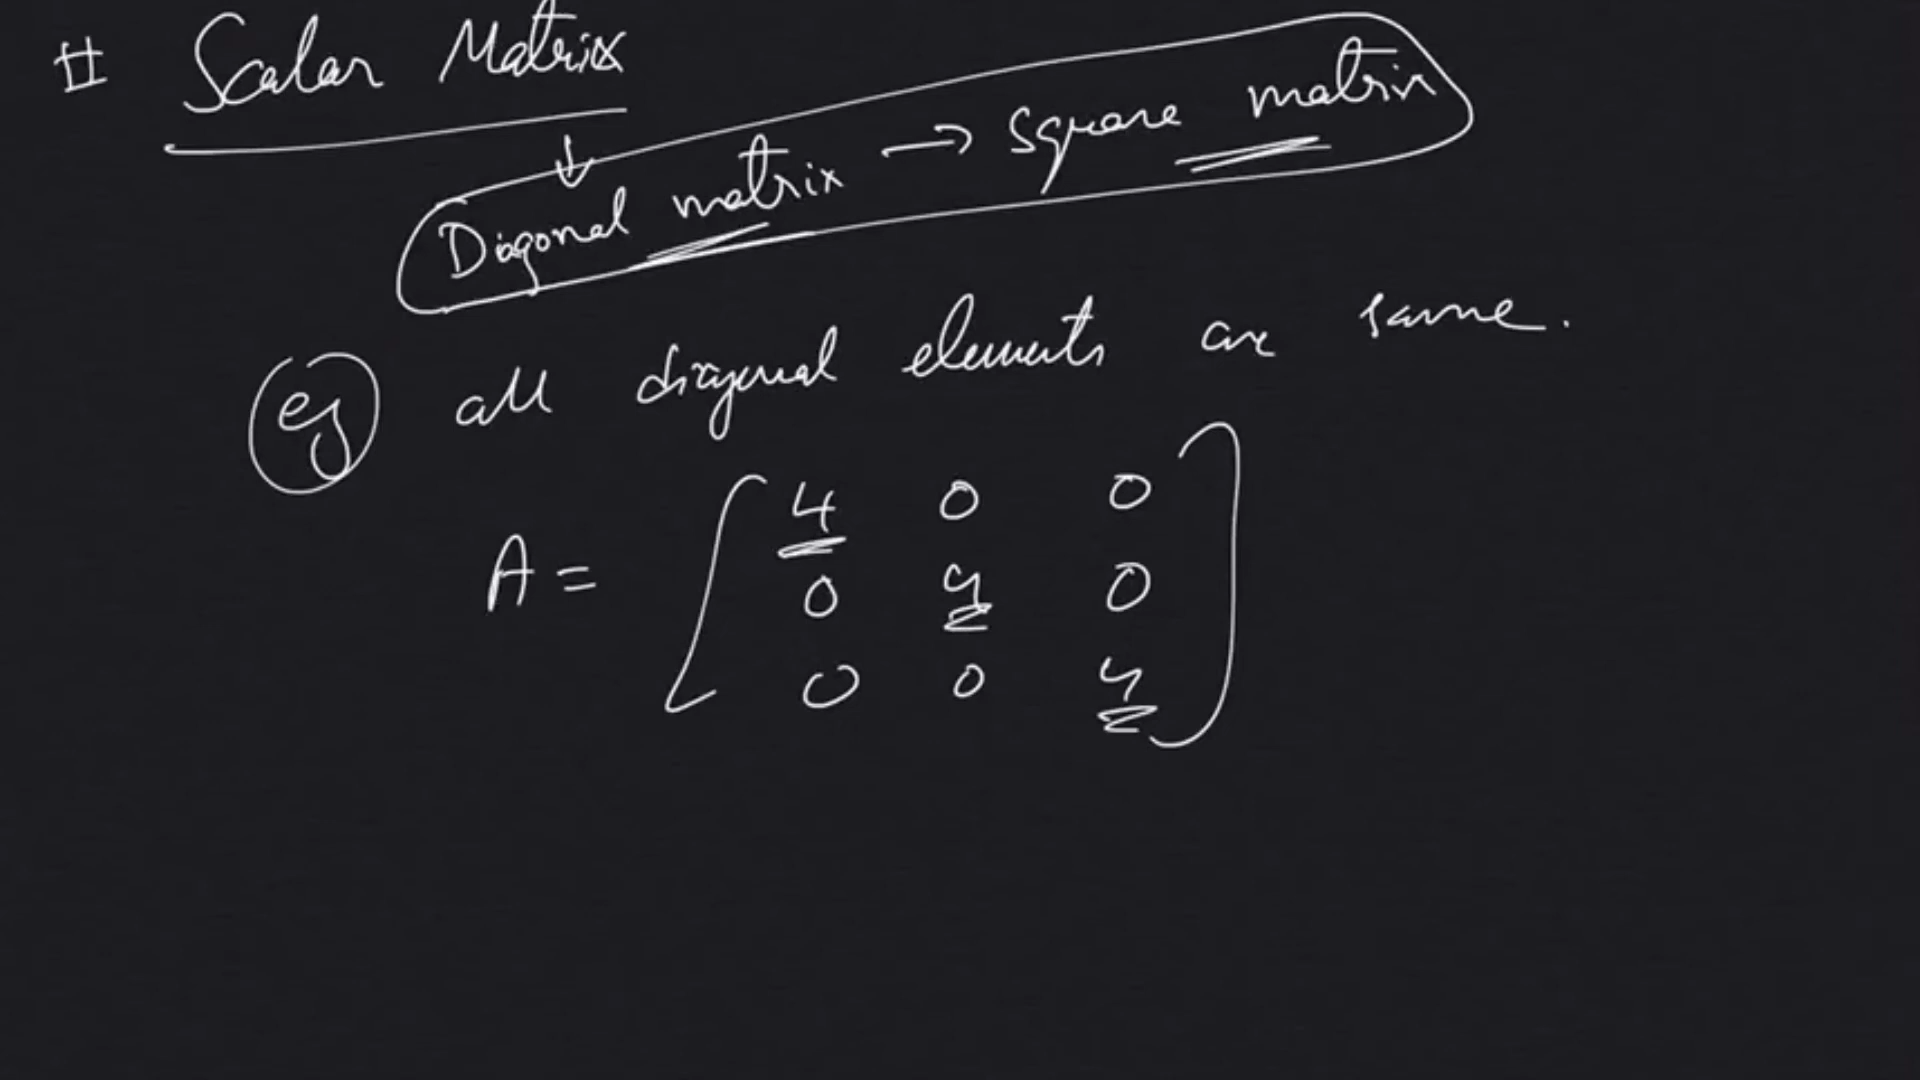 # Scalar Matrix
↓
Diagonal matrix → Square matrix
eg all diagonal elements are same.
A = [ 4 0 0
0 4 0
0 0 4 ]